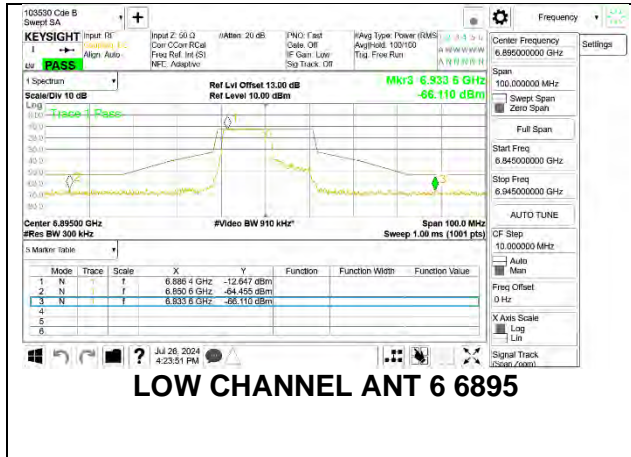 103530 Cde B
Swept SA
+
Frequency
KEYSIGHT
Input: RF
Align: Auto
Input Z: 50 Ω
Corr CCorr RCal
Freq Ref: Int (S)
NFE: Adaptive
#Atten: 20 dB
PNO: Fast
Gate: Off
IF Gain: Low
Sig Track: Off
#Avg Type: Power (RMS)
Avg|Hold: 100/100
Trig: Free Run
PASS
Center Frequency
6.895000000 GHz
Settings
Span
100.000000 MHz
Swept Span
Zero Span
Full Span
Start Freq
6.845000000 GHz
Stop Freq
6.945000000 GHz
AUTO TUNE
CF Step
10.000000 MHz
Auto
Man
Freq Offset
0 Hz
X Axis Scale
Log
Lin
Signal Track
(Span Zoom)
1 Spectrum
Scale/Div 10 dB
Ref Lvl Offset 13.00 dB
Ref Level 10.00 dBm
Mkr3 6.933 6 GHz
-66.110 dBm
Log
Trace 1 Pass
1
2
3
Center 6.89500 GHz
#Res BW 300 kHz
#Video BW 910 kHz*
Span 100.0 MHz
Sweep 1.00 ms (1001 pts)
5 Marker Table
Mode Trace Scale X Y Function Function Width Function Value
1 N 1 f 6.886 4 GHz -12.647 dBm
2 N 1 f 6.850 6 GHz -64.455 dBm
3 N 1 f 6.933 6 GHz -66.110 dBm
4
5
6
?
Jul 26, 2024
4:23:51 PM
LOW CHANNEL ANT 6 6895